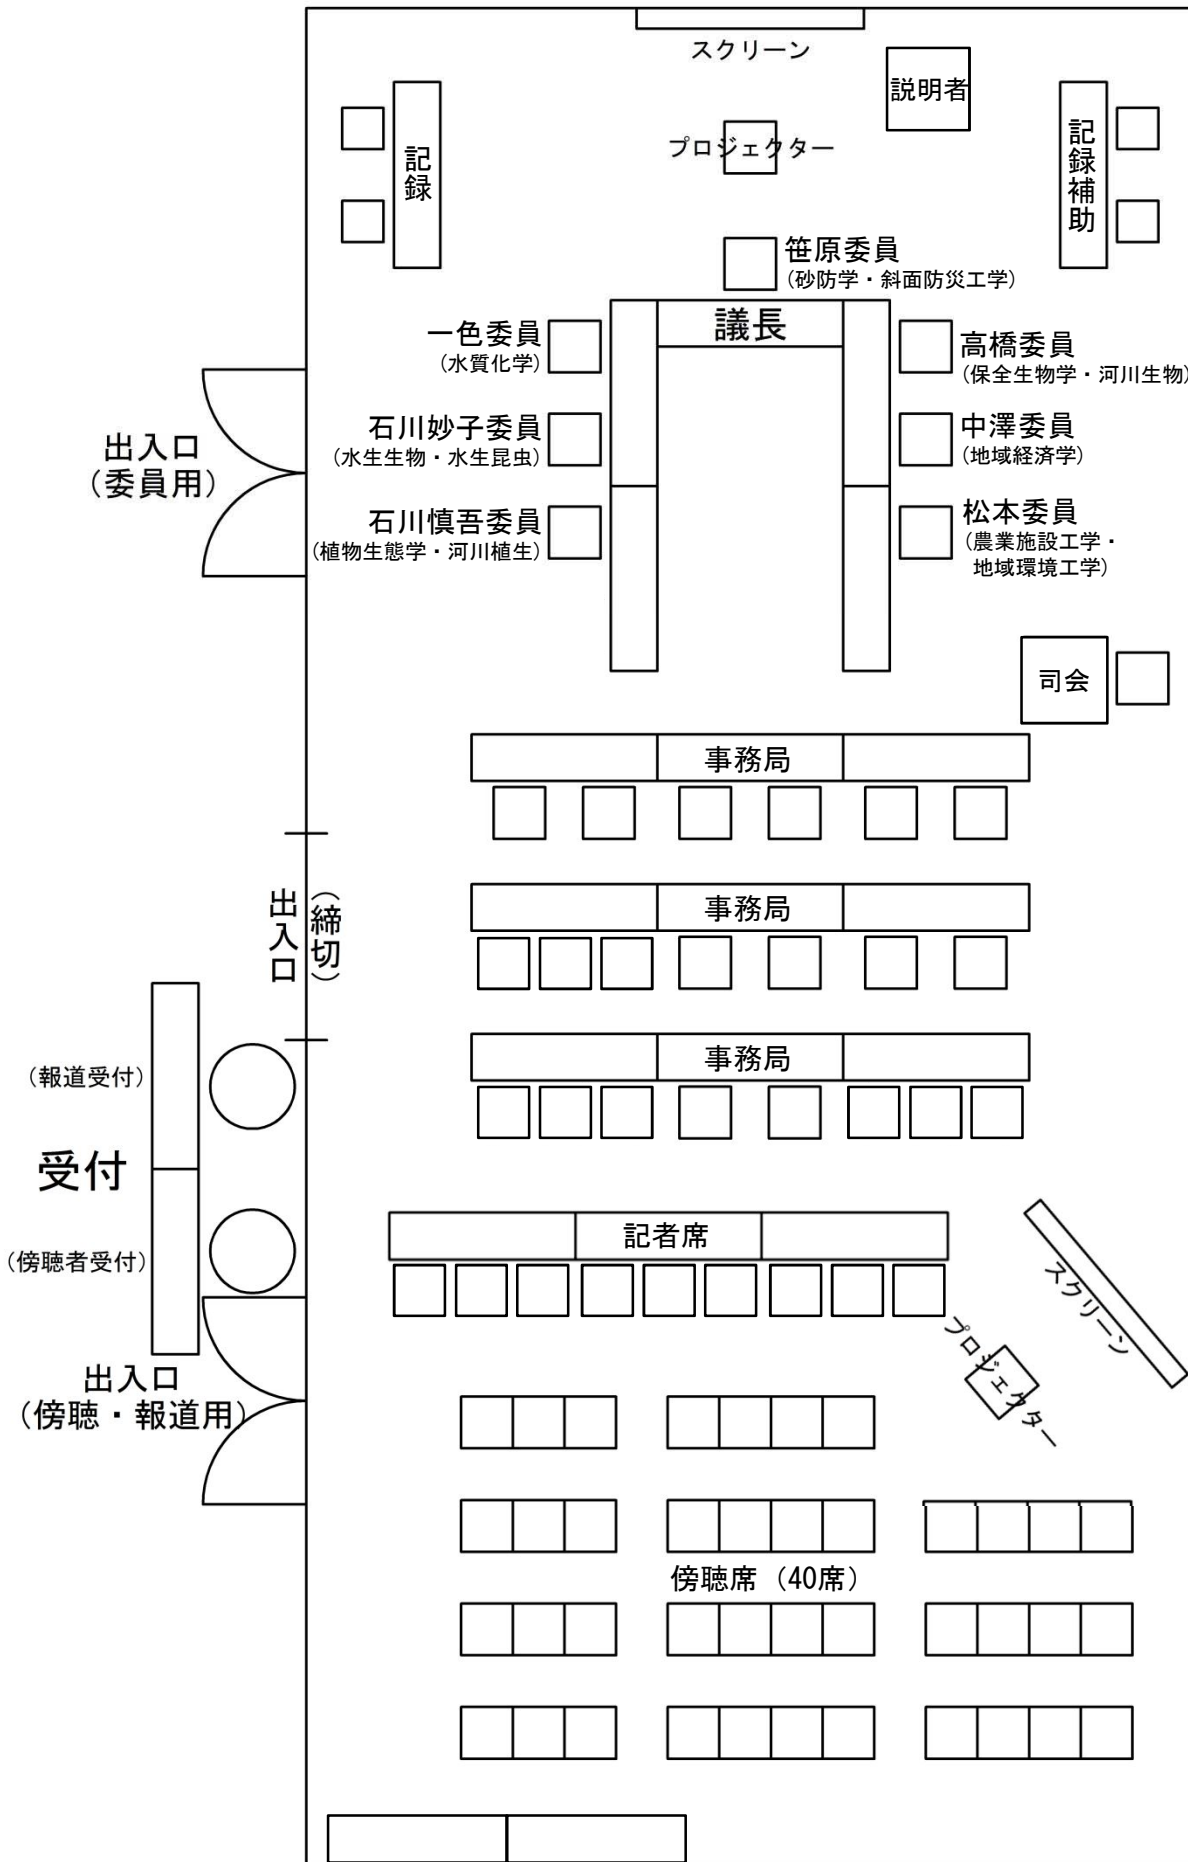 スクリーン
説明者
プロジェクター
記録
記録補助
笹原委員
(砂防学・斜面防災工学)
議長
一色委員
(水質化学)
高橋委員
(保全生物学・河川生物)
石川妙子委員
(水生生物・水生昆虫)
中澤委員
(地域経済学)
出入口
(委員用)
石川慎吾委員
(植物生態学・河川植生)
松本委員
(農業施設工学・
地域環境工学)
司会
事務局
出入口
(締切)
事務局
事務局
(報道受付)
受付
(傍聴者受付)
記者席
スクリーン
プロジェクター
出入口
(傍聴・報道用)
傍聴席（40席）